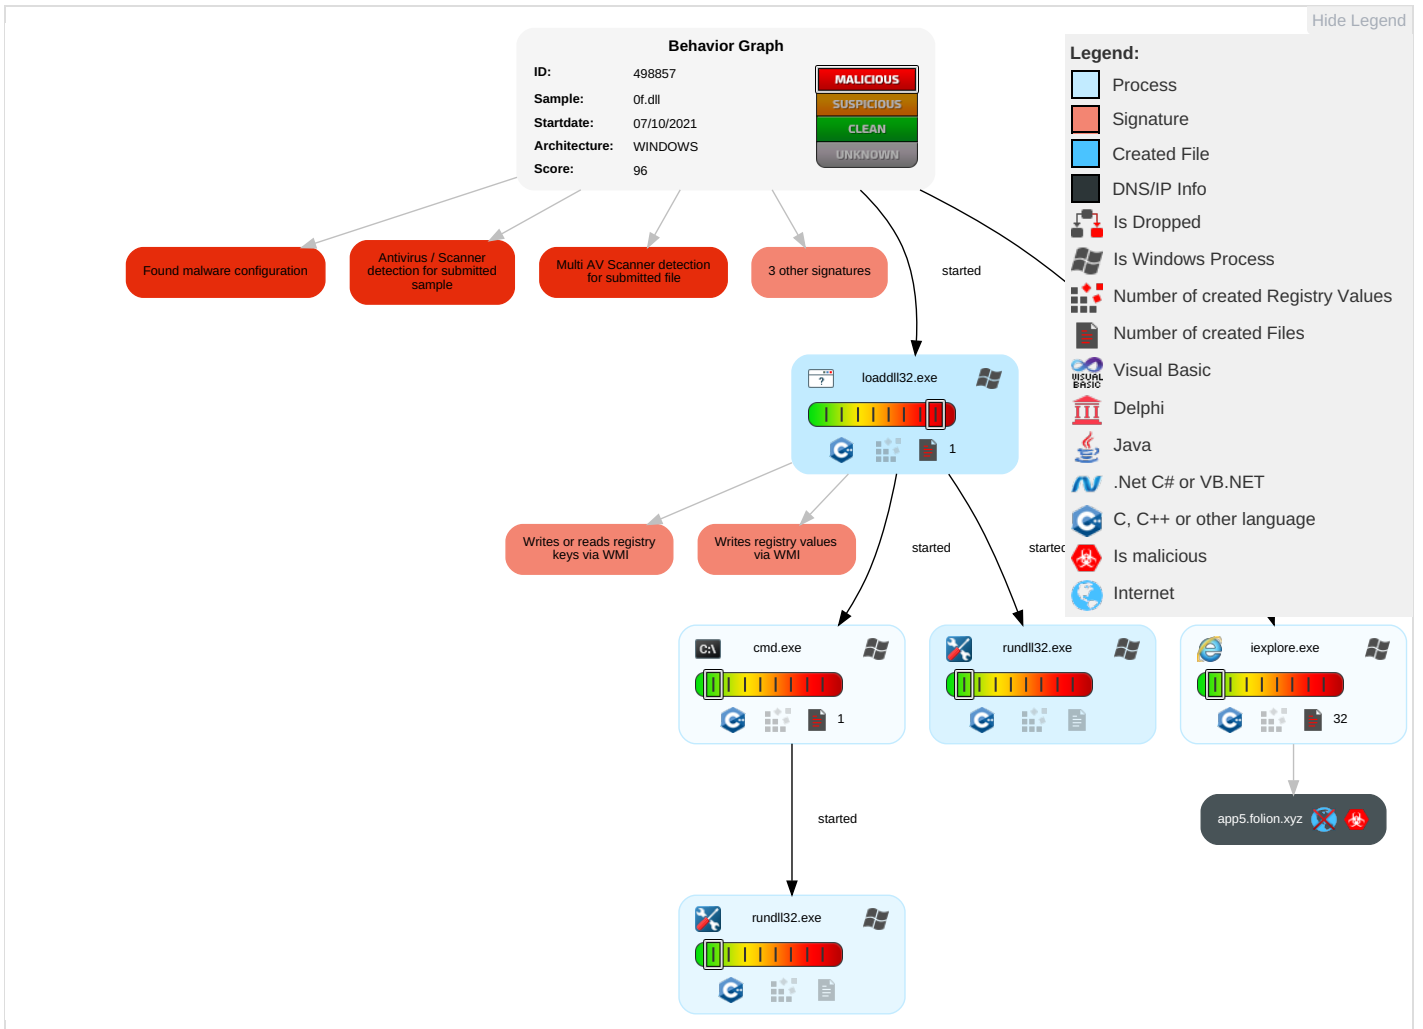 Hide Legend
Behavior Graph
ID: 498857
Sample: 0f.dll
Startdate: 07/10/2021
Architecture: WINDOWS
Score: 96
MALICIOUS
SUSPICIOUS
CLEAN
UNKNOWN
Legend:
Process
Signature
Created File
DNS/IP Info
Is Dropped
Is Windows Process
Number of created Registry Values
Number of created Files
VISUAL
BASIC
Visual Basic
Delphi
Java
.Net C# or VB.NET
C, C++ or other language
Is malicious
Internet
Found malware configuration
Antivirus / Scanner
detection for submitted
sample
Multi AV Scanner detection
for submitted file
3 other signatures
started
?
loaddll32.exe
1
Writes or reads registry
keys via WMI
Writes registry values
via WMI
started
started
C:\
cmd.exe
1
rundll32.exe
iexplore.exe
32
started
app5.folion.xyz
rundll32.exe